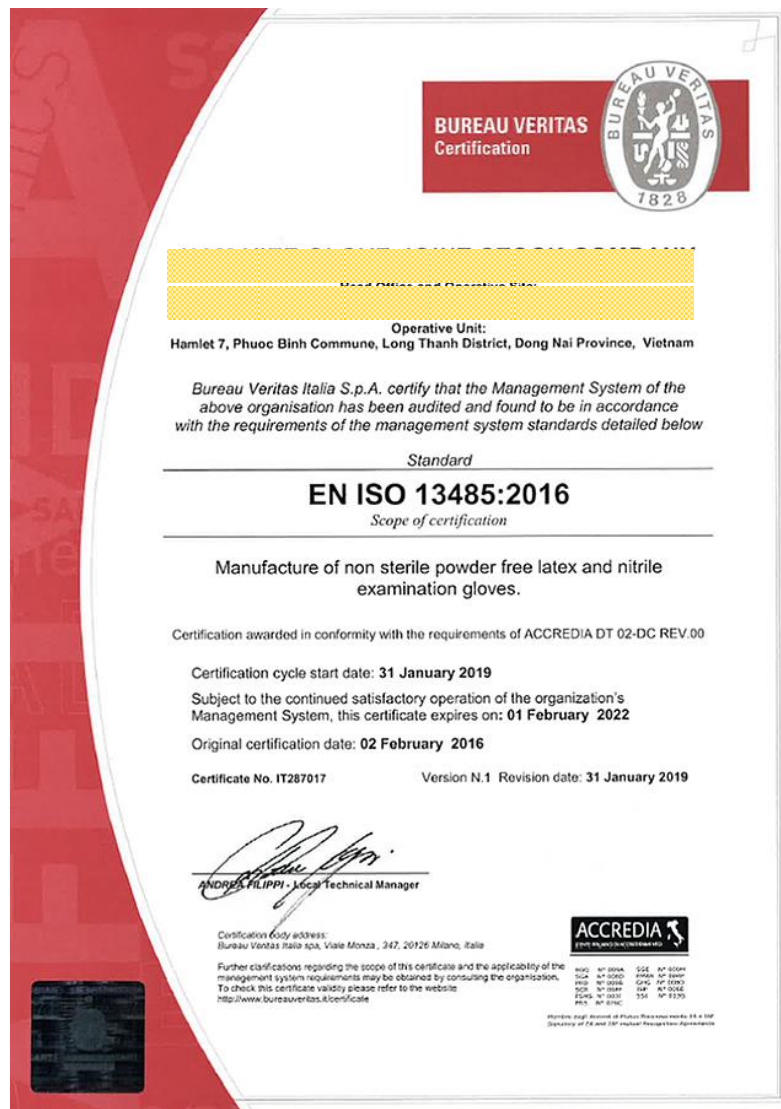 BUREAU VERITAS
Certification
BUREAU VERITAS
1828
Operative Unit:
Hamlet 7, Phuoc Binh Commune, Long Thanh District, Dong Nai Province, Vietnam
Bureau Veritas Italia S.p.A. certify that the Management System of the
above organisation has been audited and found to be in accordance
with the requirements of the management system standards detailed below
Standard
EN ISO 13485:2016
Scope of certification
Manufacture of non sterile powder free latex and nitrile
examination gloves.
Certification awarded in conformity with the requirements of ACCREDIA DT 02-DC REV.00
Certification cycle start date: 31 January 2019
Subject to the continued satisfactory operation of the organization's
Management System, this certificate expires on: 01 February 2022
Original certification date: 02 February 2016
Certificate No. IT287017 Version N.1 Revision date: 31 January 2019
ANDREA FILIPPI - Local Technical Manager
Certification body address:
Bureau Veritas Italia spa, Viale Monza , 347, 20126 Milano, Italia
Further clarifications regarding the scope of this certificate and the applicability of the
management system requirements may be obtained by consulting the organisation.
To check this certificate validity please refer to the website
http://www.bureauveritas.it/certificate
ACCREDIA